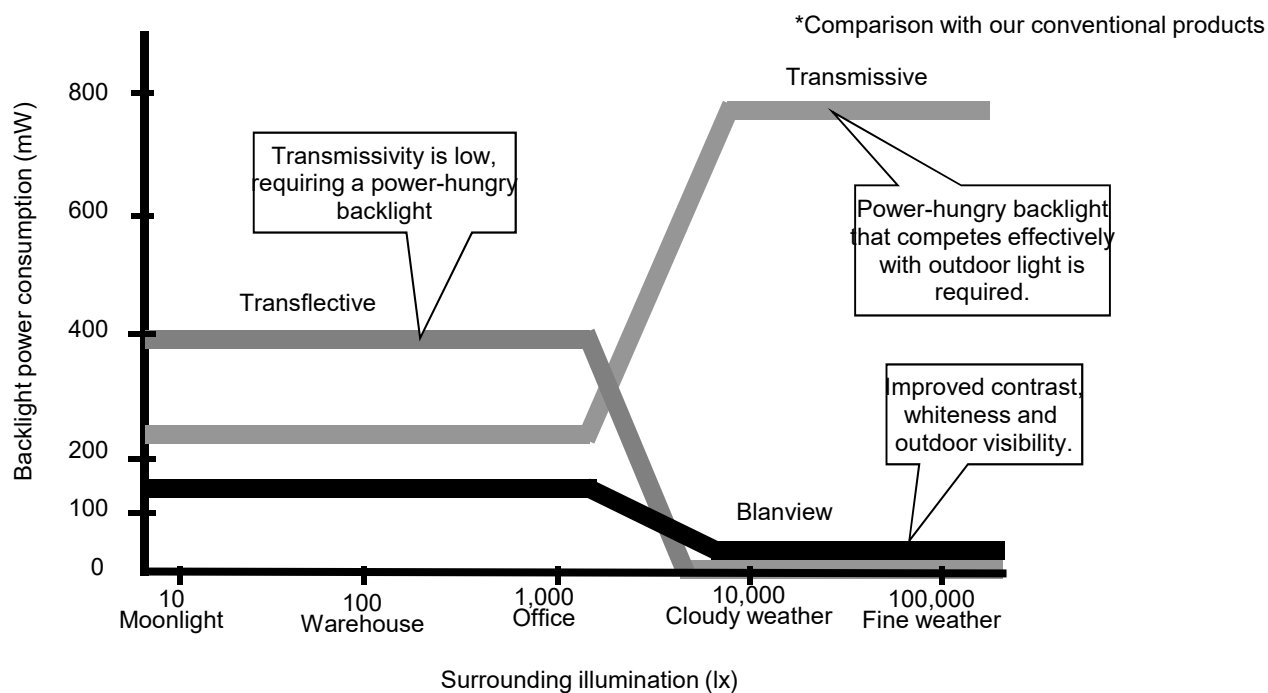 *Comparison with our conventional products
Transmissive
800
Transmissivity is low,
requiring a power-hungry
backlight
Power-hungry backlight
that competes effectively
with outdoor light is
required.
600
Backlight power consumption (mW)
Transflective
400
Improved contrast,
whiteness and
outdoor visibility.
200
100
Blanview
0
10
100
1,000
10,000
100,000
Moonlight
Warehouse
Office
Cloudy weather
Fine weather
Surrounding illumination (lx)